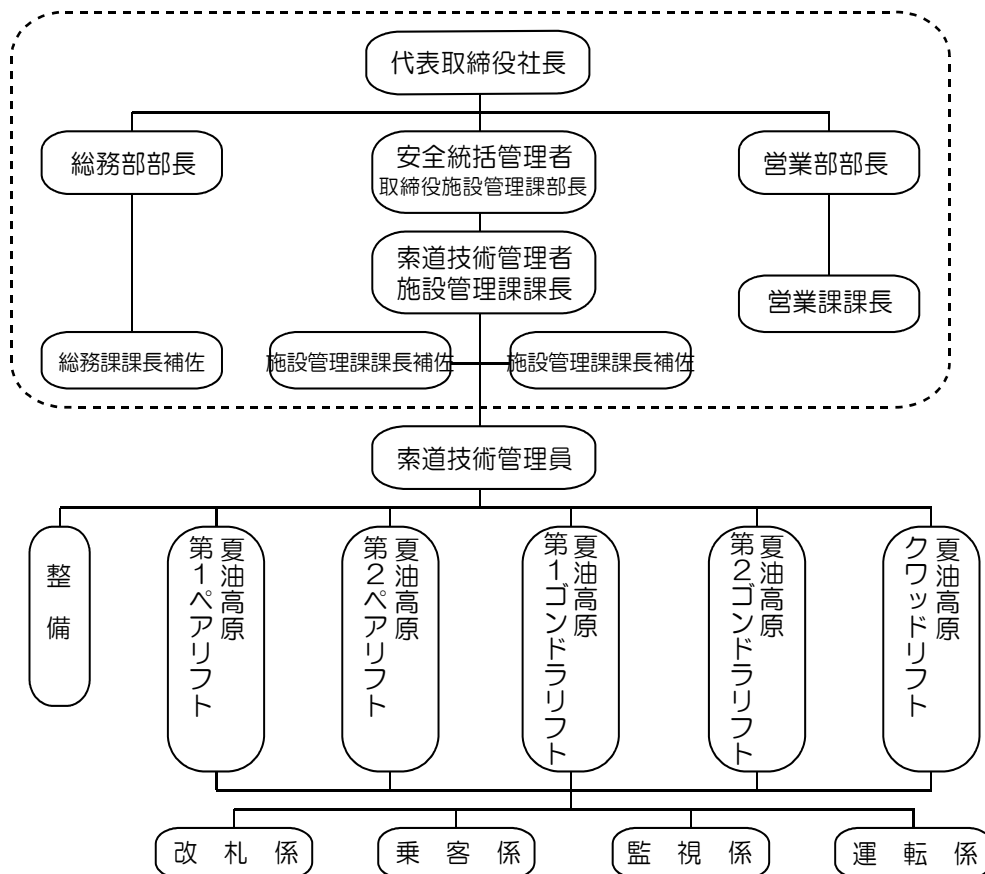 代表取締役社長
総務部部長
安全統括管理者
取締役施設管理課部長
営業部部長
索道技術管理者
施設管理課課長
営業課課長
総務課課長補佐
施設管理課課長補佐
施設管理課課長補佐
索道技術管理員
整備
夏油高原
第1ペアリフト
夏油高原
第2ペアリフト
夏油高原
第1ゴンドラリフト
夏油高原
第2ゴンドラリフト
夏油高原
クワッドリフト
改札係
乗客係
監視係
運転係